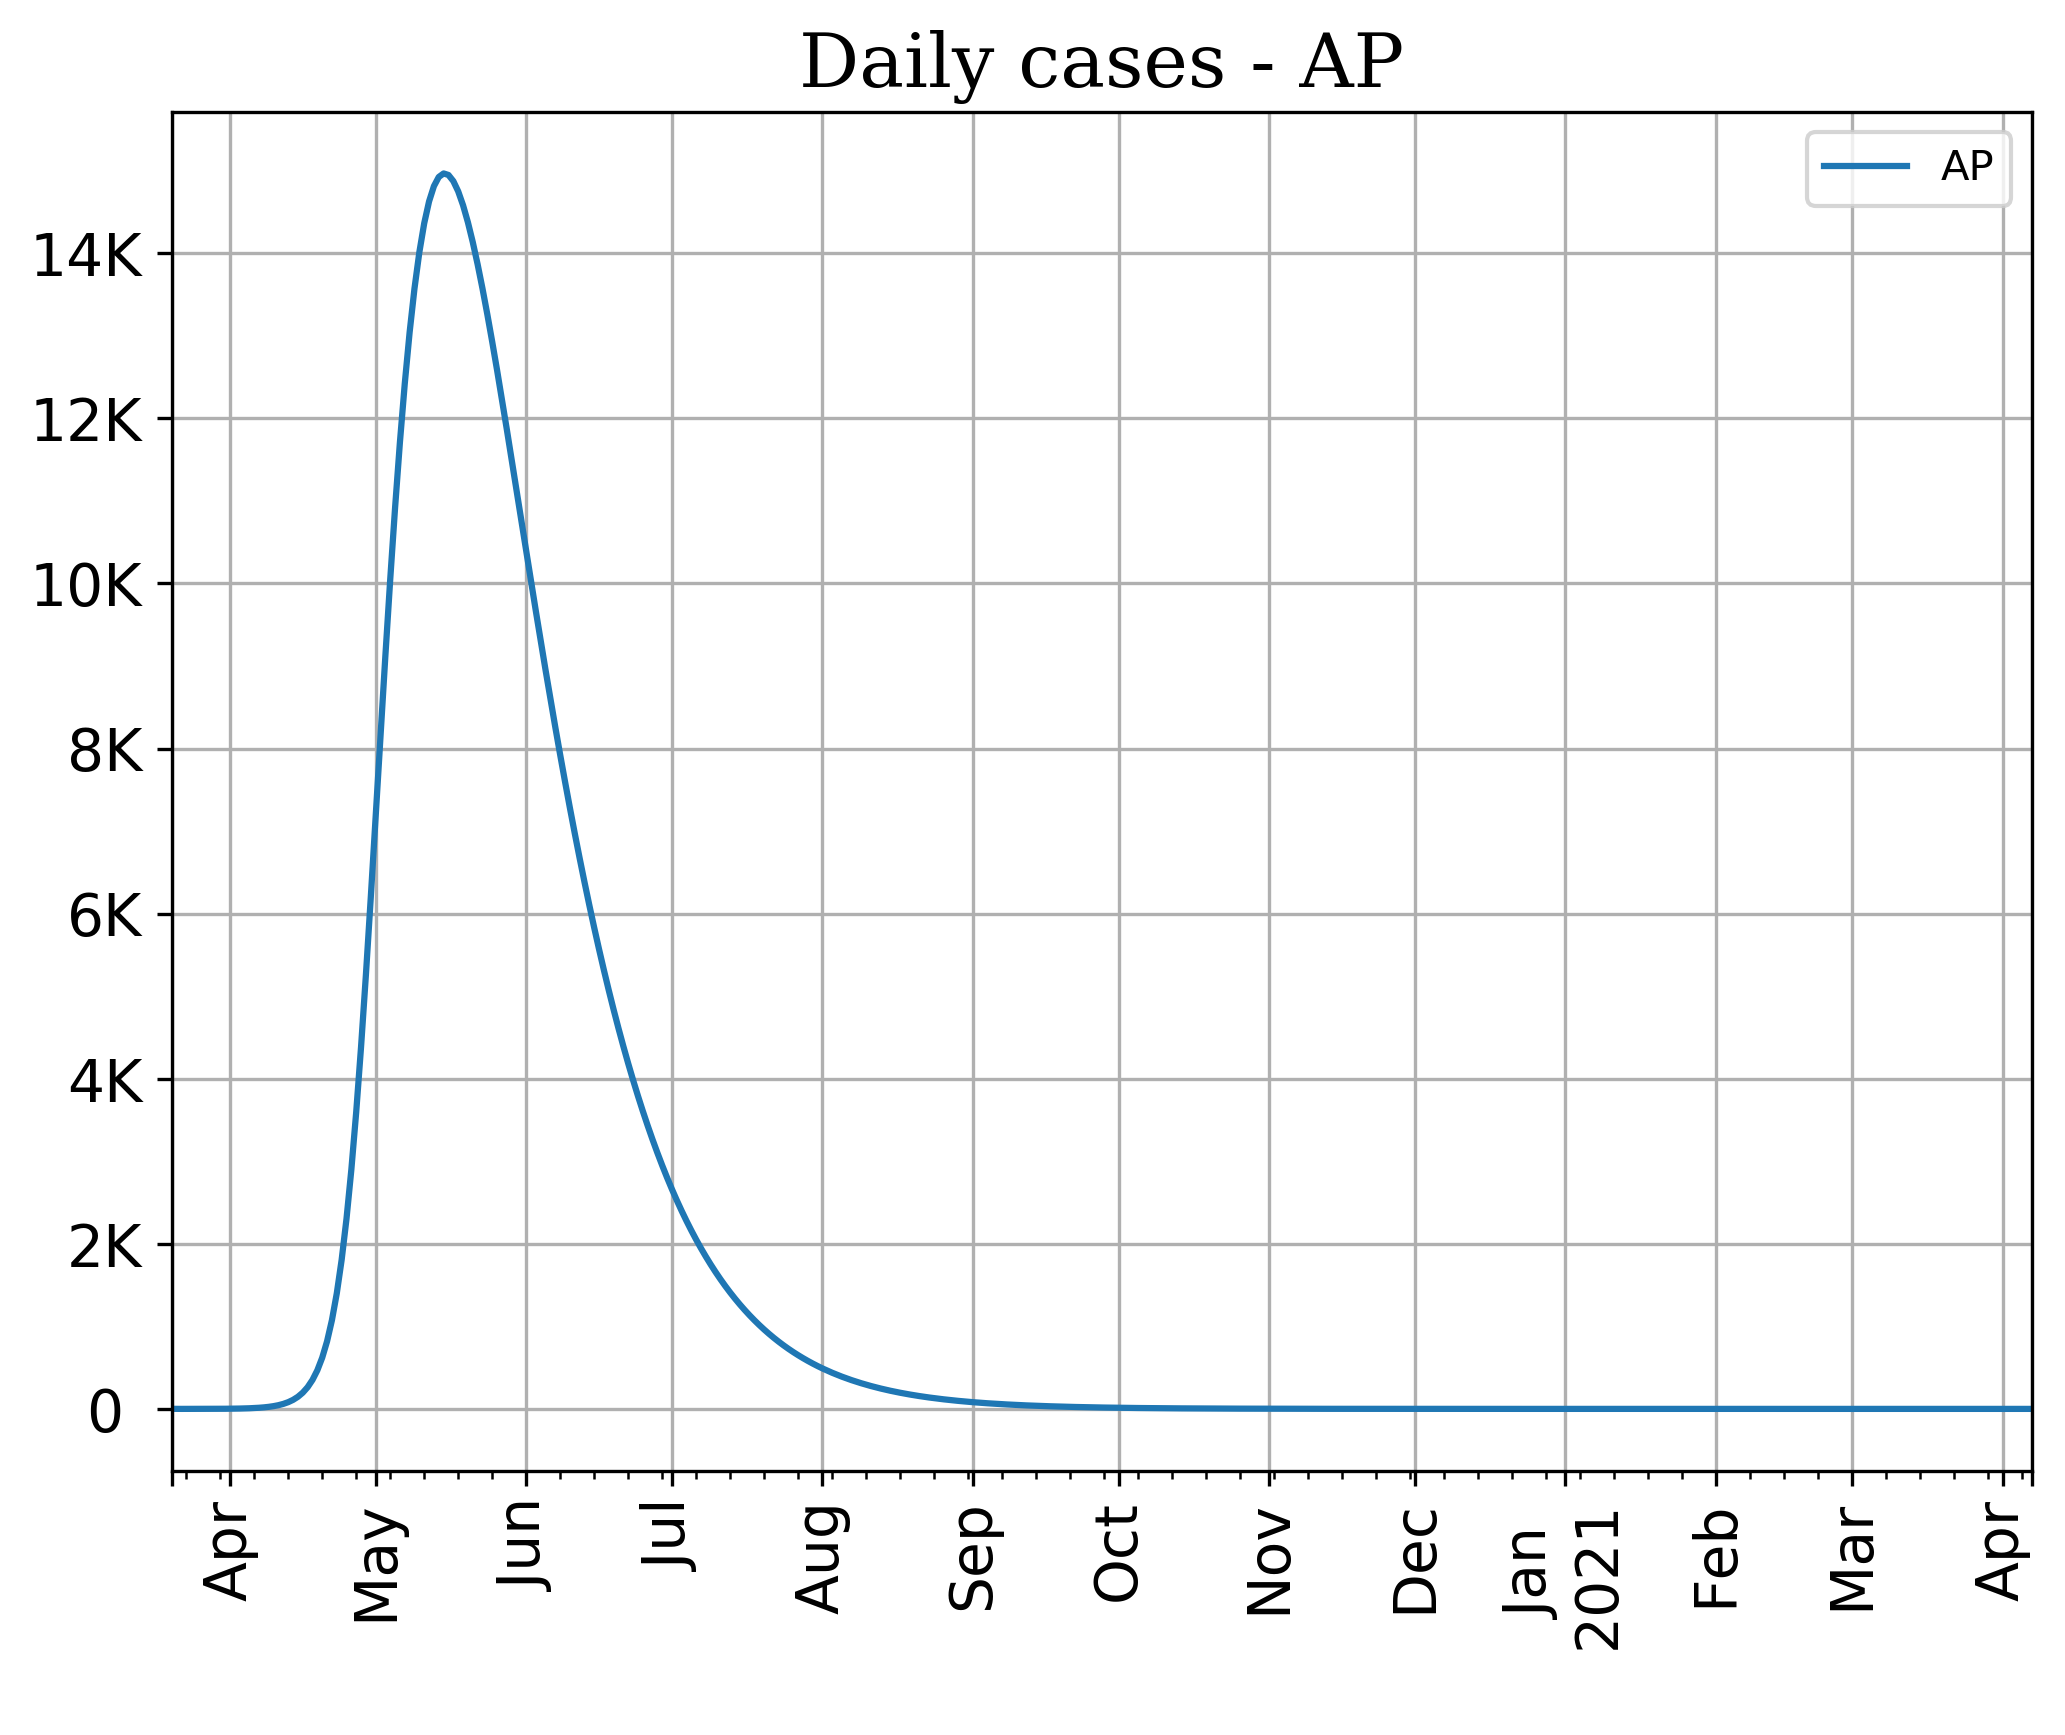 Daily cases - AP
AP
14K
12K
10K
8K
6K
4K
2K
0
Apr
May
Jun
Jul
Aug
Sep
Oct
Nov
Dec
Jan
2021
Feb
Mar
Apr